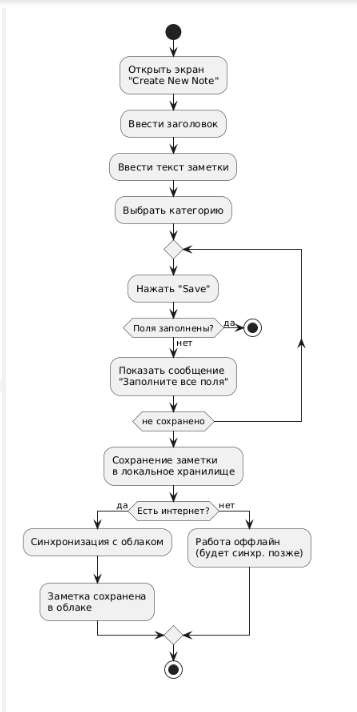 Открыть экран
"Create New Note"
Ввести заголовок
Ввести текст заметки
Выбрать категорию
Нажать "Save"
Поля заполнены?
да
нет
Показать сообщение
"Заполните все поля"
не сохранено
Сохранение заметки
в локальное хранилище
да
Есть интернет?
нет
Синхронизация с облаком
Работа оффлайн
(будет синхр. позже)
Заметка сохранена
в облаке